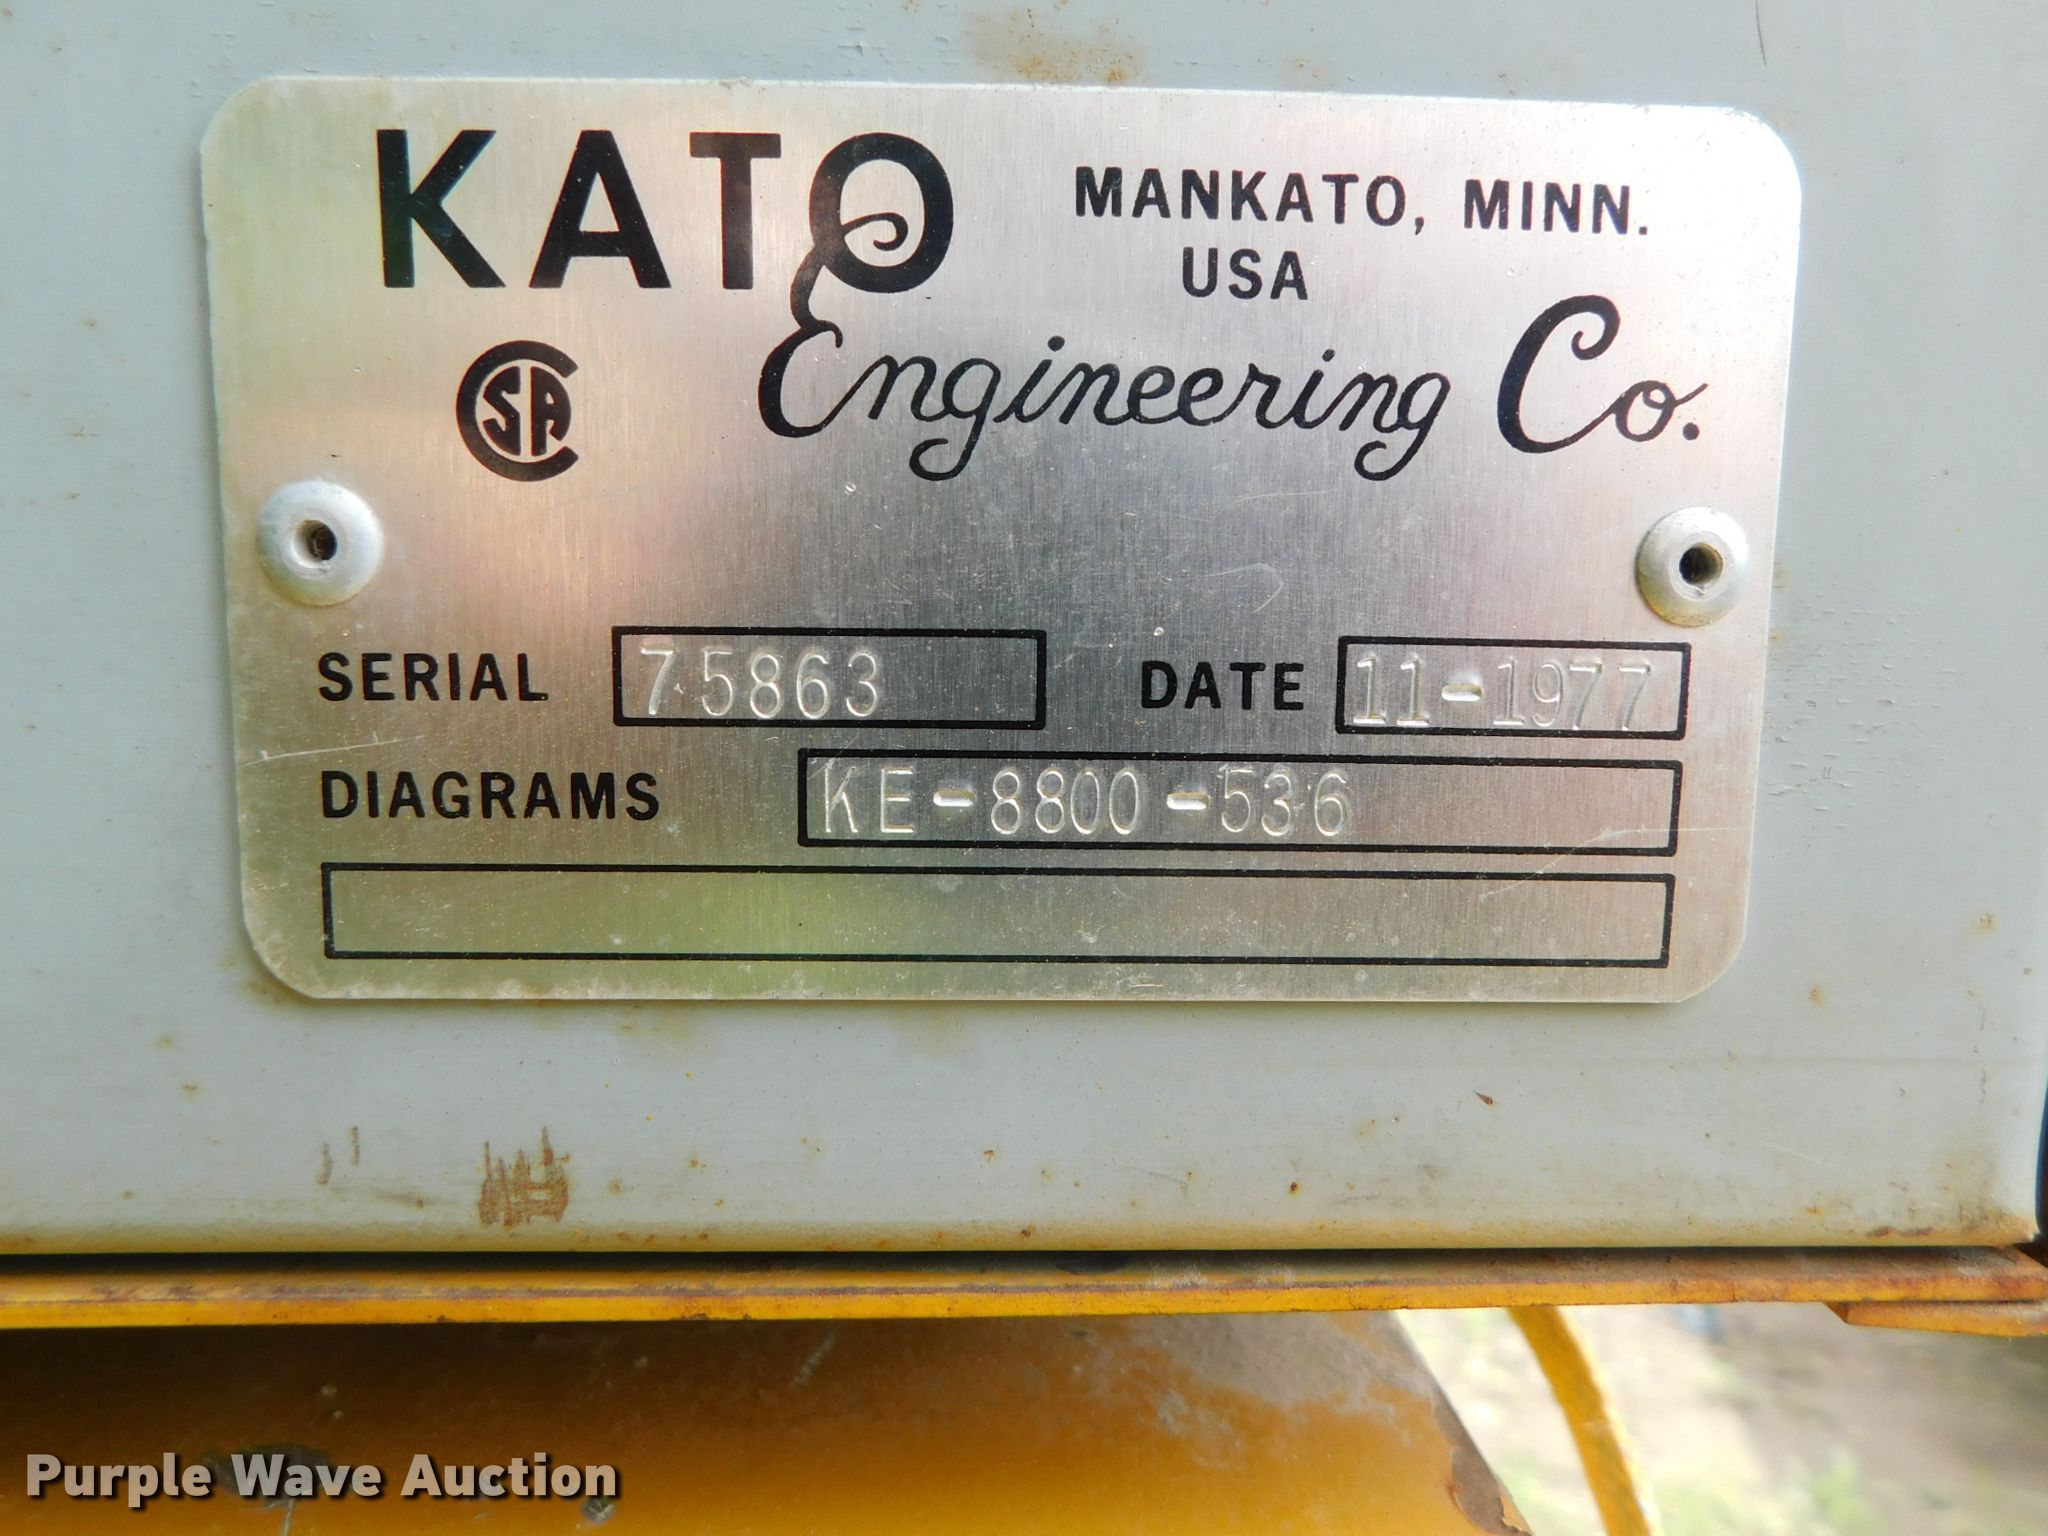 KATO
MANKATO, MINN.
USA
Engineering Co.
CSA
SERIAL 75863 DATE 11-1977
DIAGRAMS KE-8800-536
Purple Wave Auction